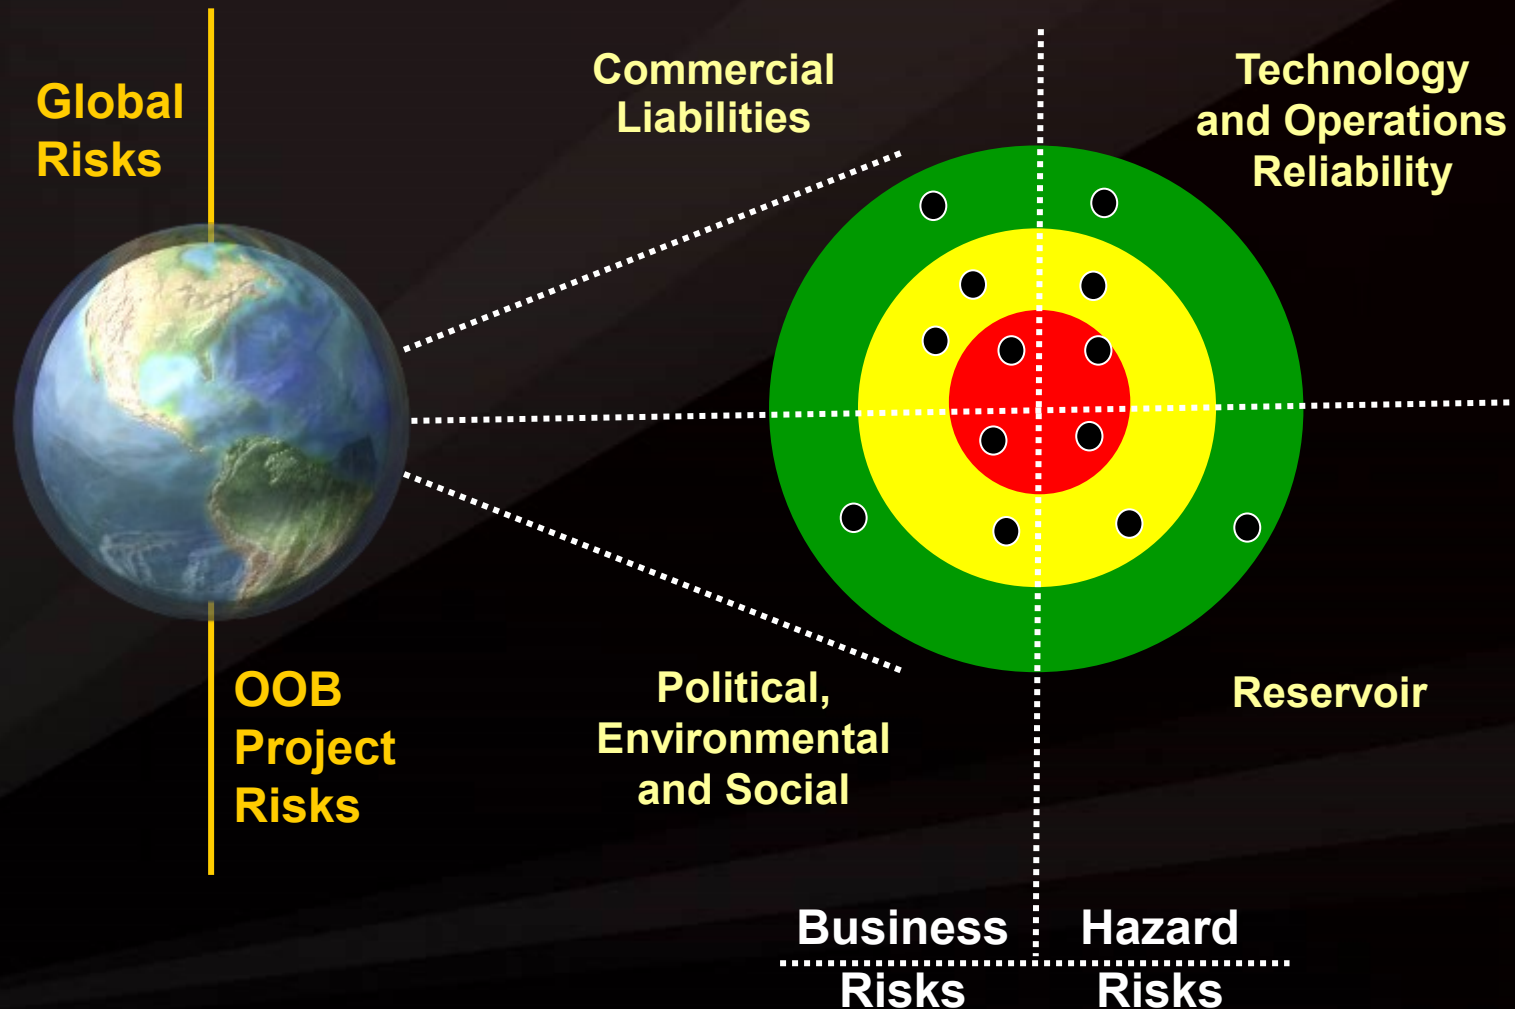 Global
Risks
Commercial
Liabilities
Technology
and Operations
Reliability
OOB
Project
Risks
Political,
Environmental
and Social
Reservoir
Business
Risks
Hazard
Risks